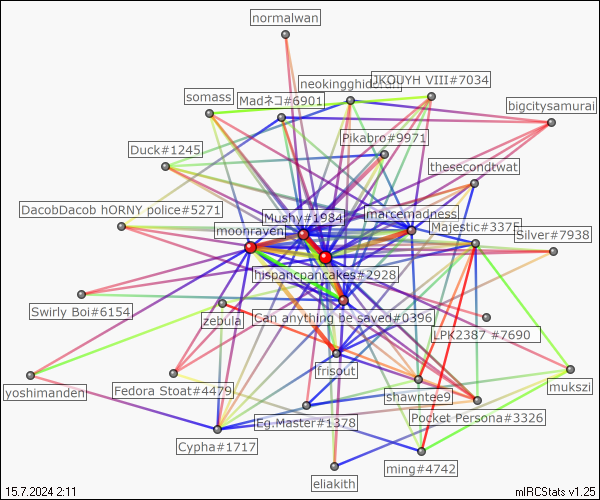 normalwan
JKOUYH VIII#7034
somass
Madネコ#6901
bigcitysamurai
Pikabro#9971
Duck#1245
thesecondtwat
DacobDacob hORNY police#5271
Mushy#1984
marcemadness
moonraven
Silver#7938
hispancpancakes#2928
Swirly Boi#6154
zebula
Can anything be saved#0396
LPK2387 #7690
frisout
yoshimanden
Fedora Stoat#4479
shawntee9
mukszi
Pocket Persona#3326
Eg.Master#1378
Cypha#1717
ming#4742
eliakith
15.7.2024 2:11
mIRCStats v1.25